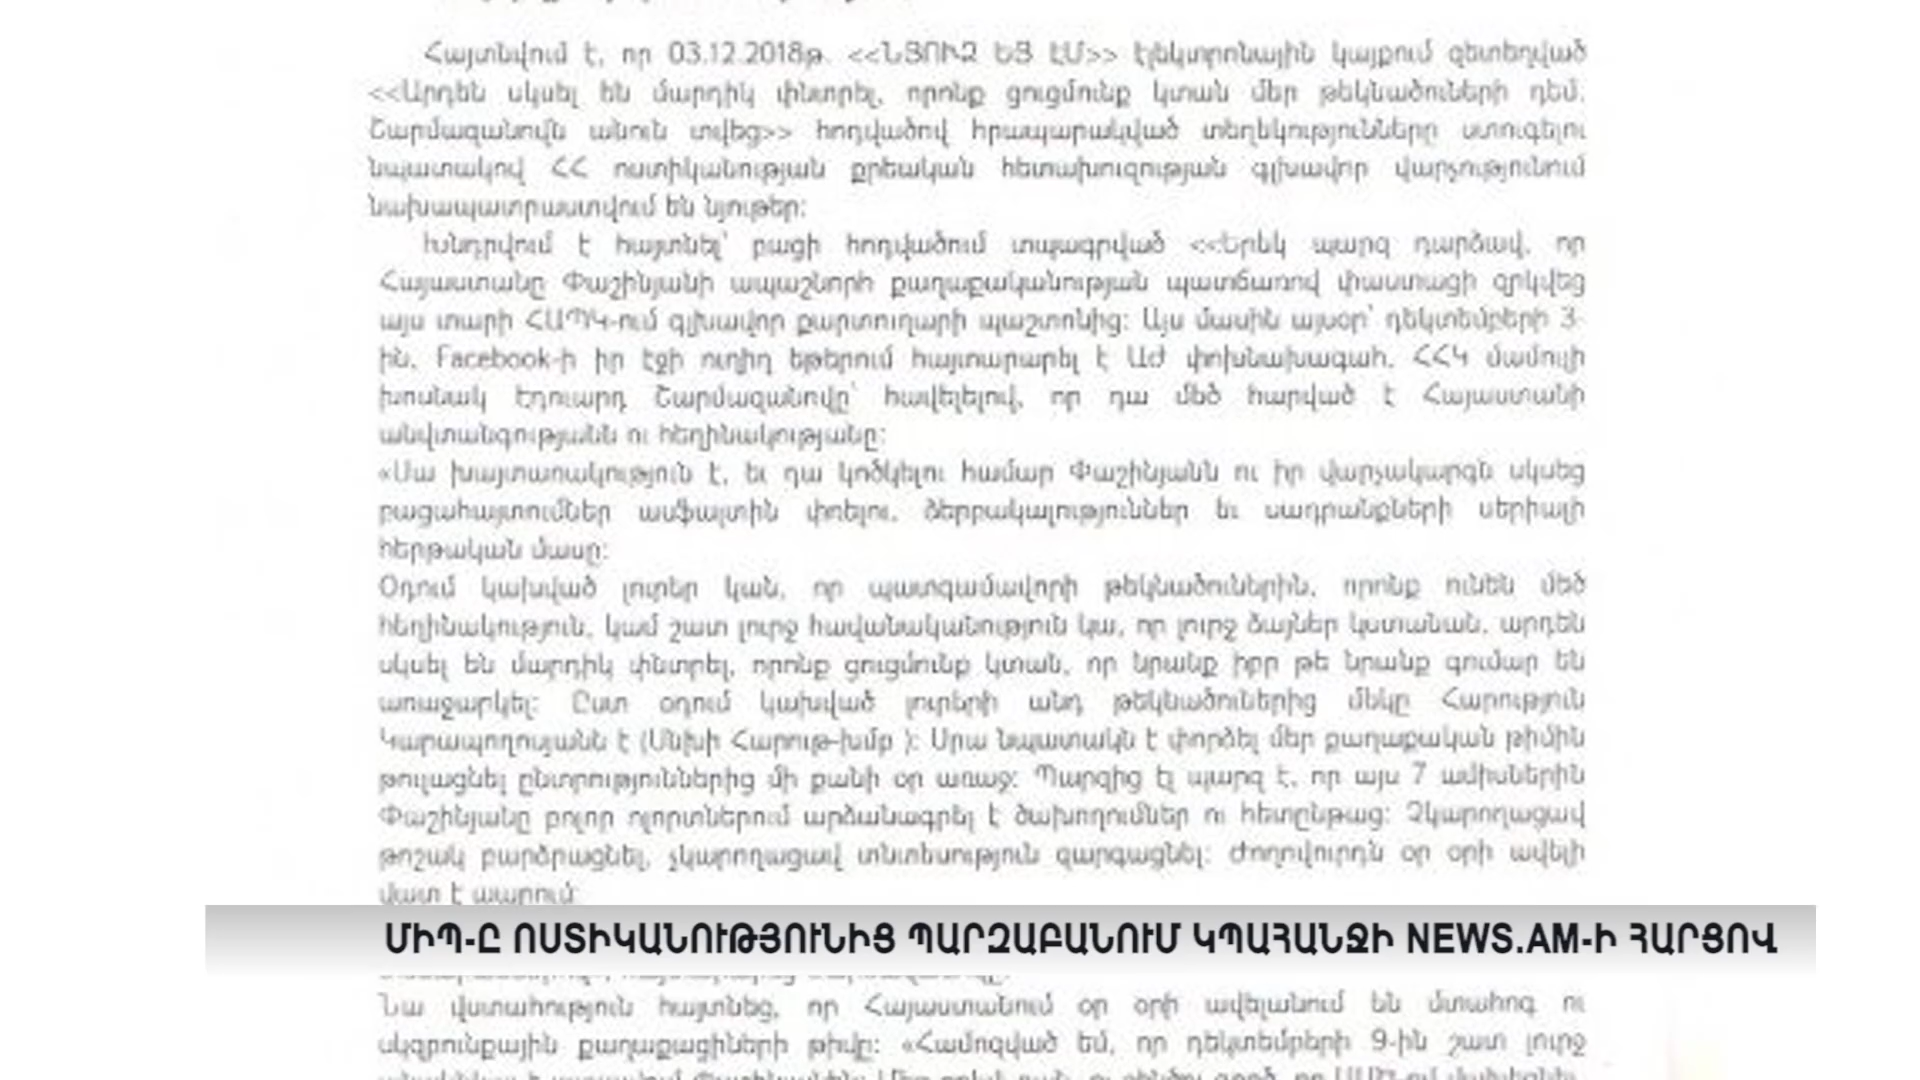 Հայտնվում է, որ 03.12.2018թ. <<ՆՅՈՒԶ ԵՅ ԷՄ>> էլեկտրոնային կայքում զետեղված
<<Արդեն սկսել են մարդիկ փնտրել, որոնք ցուցմունք կտան մեր թեկնածուների դեմ.
Շարմազանովն անուն տվեց>> հոդվածով հրապարակված տեղեկությունները ստուգելու
նպատակով ՀՀ ոստիկանության քրեական հետախուզության գլխավոր վարչությունում
նախապատրաստվում են նյութեր:
Խնդրվում է հայտնել՝ բացի հոդվածում տպագրված <<Երեկ պարզ դարձավ, որ
Հայաստանը Փաշինյանի ապաշնորհ քաղաքականության պատճառով փաստացի զրկվեց
այս տարի ՀԱՊԿ-ում գլխավոր քարտուղարի պաշտոնից: Այս մասին այսօր՝ դեկտեմբերի 3-
ին, Facebook-ի իր էջի ուղիղ եթերում հայտարարել է ԱԺ փոխնախագահ, ՀՀԿ մամուլի
խոսնակ Էդուարդ Շարմազանովը՝ հավելելով, որ դա մեծ հարված է Հայաստանի
անվտանգությանն ու հեղինակությանը:
«Սա խայտառակություն է, եւ դա կոծկելու համար Փաշինյանն ու իր վարչակարգն սկսեց
բացահայտումներ ասֆալտին փռելու, ձերբակալություններ եւ սադրանքների սերիալի
հերթական մասը:
Օդում կախված լուրեր կան, որ պատգամավորի թեկնածուներին, որոնք ունեն մեծ
հեղինակություն, կամ շատ լուրջ հավանականություն կա, որ լուրջ ձայներ կստանան, արդեն
սկսել են մարդիկ փնտրել, որոնք ցուցմունք կտան, որ նրանք իբր թե նրանք գումար են
առաջարկել: Ըստ օդում կախված լուրերի անդ թեկնածուներից մեկը Հարություն
Կարապողոսյանն է (Մնխի Հարութ-խմբ ): Սրա նպատակն է փորձել մեր քաղաքական թիմին
թուլացնել ընտրություններից մի քանի օր առաջ: Պարզից էլ պարզ է, որ այս 7 ամիսներին
Փաշինյանը բոլոր ոլորտներում արձանագրել է ծախողումներ ու հետընթաց: Չկարողացավ
թոշակ բարձրացնել, չկարողացավ տնտեսություն զարգացնել: Ժողովուրդն օր օրի ավելի
վատ է ապրում:
ՄԻՊ-Ը ՈՍՏԻԿԱՆՈՒԹՅՈՒՆԻՑ ՊԱՐԶԱԲԱՆՈՒՄ ԿՊԱՀԱՆՋԻ NEWS.AM-Ի ՀԱՐՑՈՎ
Նա վստահություն հայտնեց, որ Հայաստանում օր օրի ավելանում են մտահոգ ու
սկզբունքային քաղաքացիների թիվը: «Համոզված եմ, որ դեկտեմբերի 9-ին շատ լուրջ